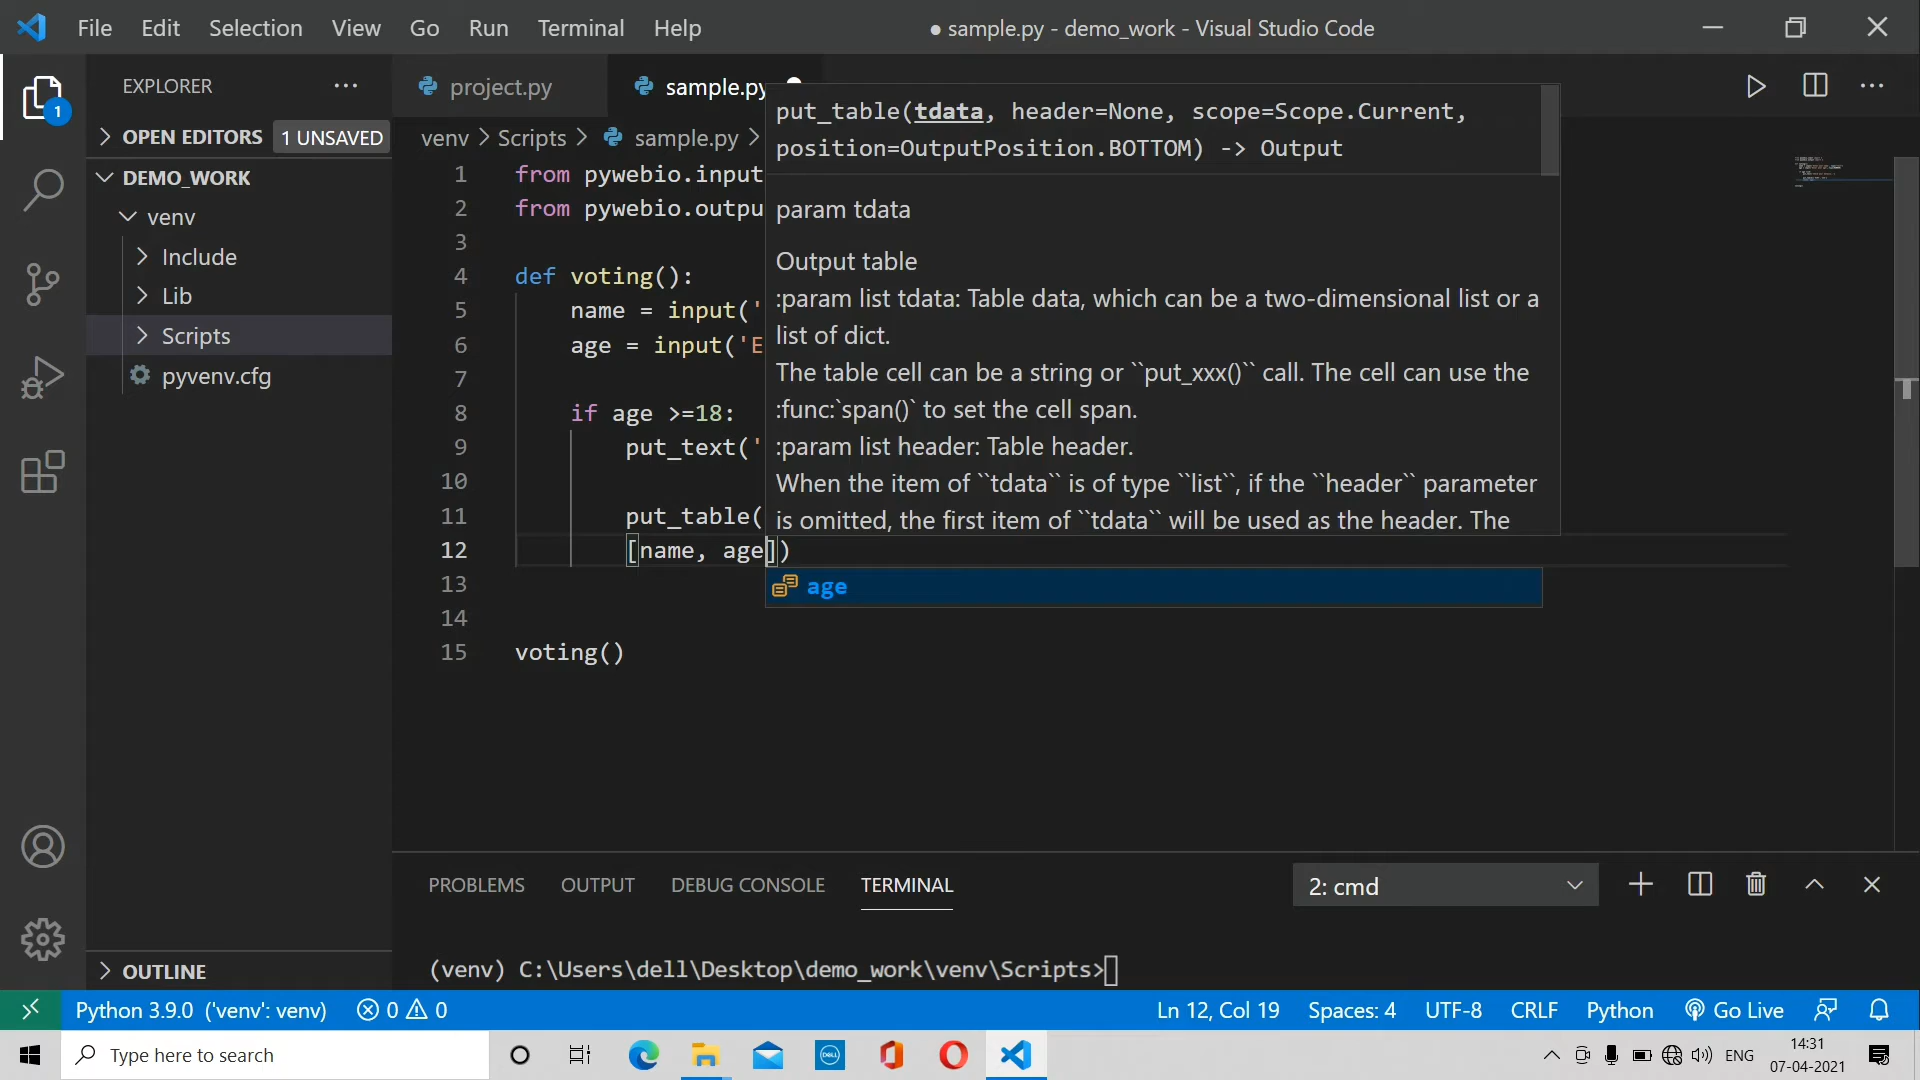 File Edit Selection View Go Run Terminal Help
● sample.py - demo_work - Visual Studio Code
EXPLORER
project.py
sample.py
1
OPEN EDITORS 1 UNSAVED
DEMO_WORK
venv
Include
Lib
Scripts
pyvenv.cfg
OUTLINE
venv > Scripts > sample.py >
1 from pywebio.input
2 from pywebio.outpu
3
4 def voting():
5 name = input('
6 age = input('E
7
8 if age >=18:
9 put_text('
10
11 put_table(
12 [name, age])
13
14
15 voting()
put_table(tdata, header=None, scope=Scope.Current,
position=OutputPosition.BOTTOM) -> Output
param tdata
Output table
:param list tdata: Table data, which can be a two-dimensional list or a
list of dict.
The table cell can be a string or ``put_xxx()`` call. The cell can use the
:func:`span()` to set the cell span.
:param list header: Table header.
When the item of ``tdata`` is of type ``list``, if the ``header`` parameter
is omitted, the first item of ``tdata`` will be used as the header. The
age
PROBLEMS OUTPUT DEBUG CONSOLE TERMINAL
2: cmd
(venv) C:\Users\dell\Desktop\demo_work\venv\Scripts>
Python 3.9.0 ('venv': venv) 0 0
Ln 12, Col 19 Spaces: 4 UTF-8 CRLF Python Go Live
Type here to search
DELL
ENG
14:31
07-04-2021